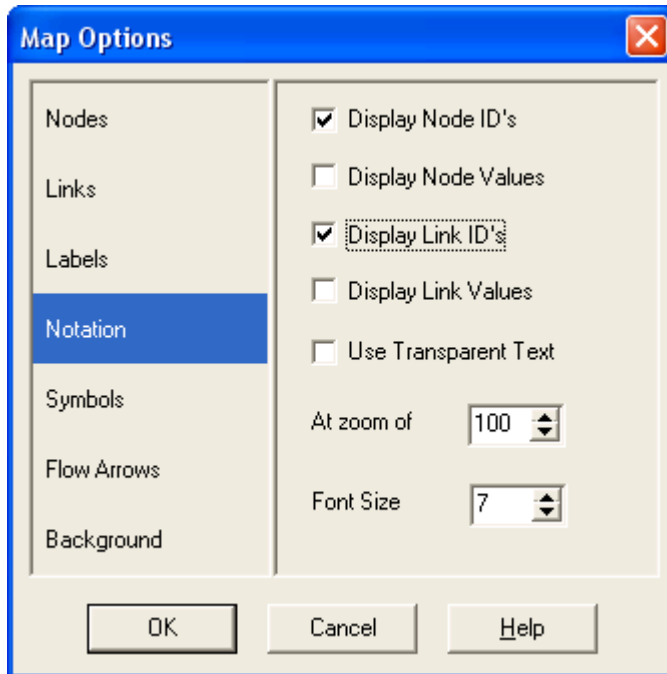 Map Options
Nodes
Links
Labels
Notation
Symbols
Flow Arrows
Background
Display Node ID's
Display Node Values
Display Link ID's
Display Link Values
Use Transparent Text
At zoom of 100
Font Size 7
OK Cancel Help